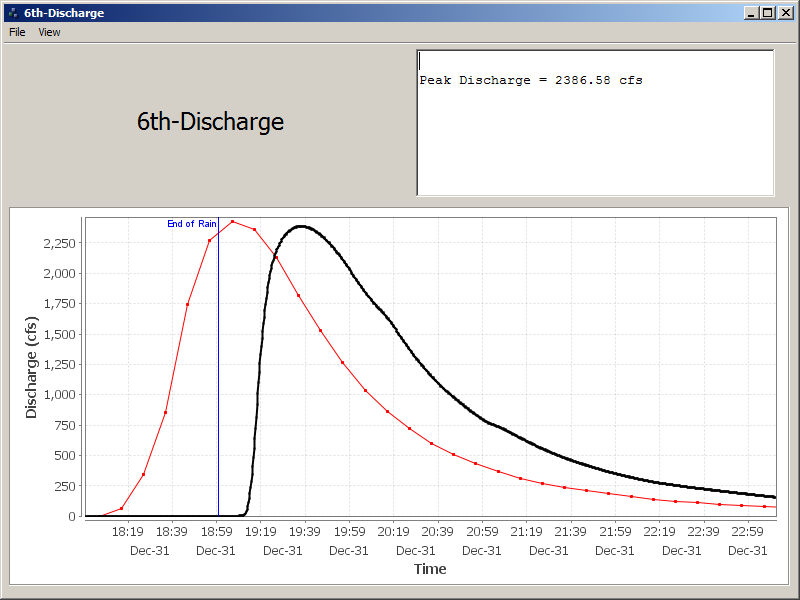 6th-Discharge
File View
Peak Discharge = 2386.58 cfs
6th-Discharge
End of Rain
2,250
2,000
1,750
1,500
1,250
1,000
750
500
250
0
Discharge (cfs)
18:19 18:39 18:59 19:19 19:39 19:59 20:19 20:39 20:59 21:19 21:39 21:59 22:19 22:39 22:59
Dec-31 Dec-31 Dec-31 Dec-31 Dec-31 Dec-31 Dec-31 Dec-31 Dec-31 Dec-31
Time